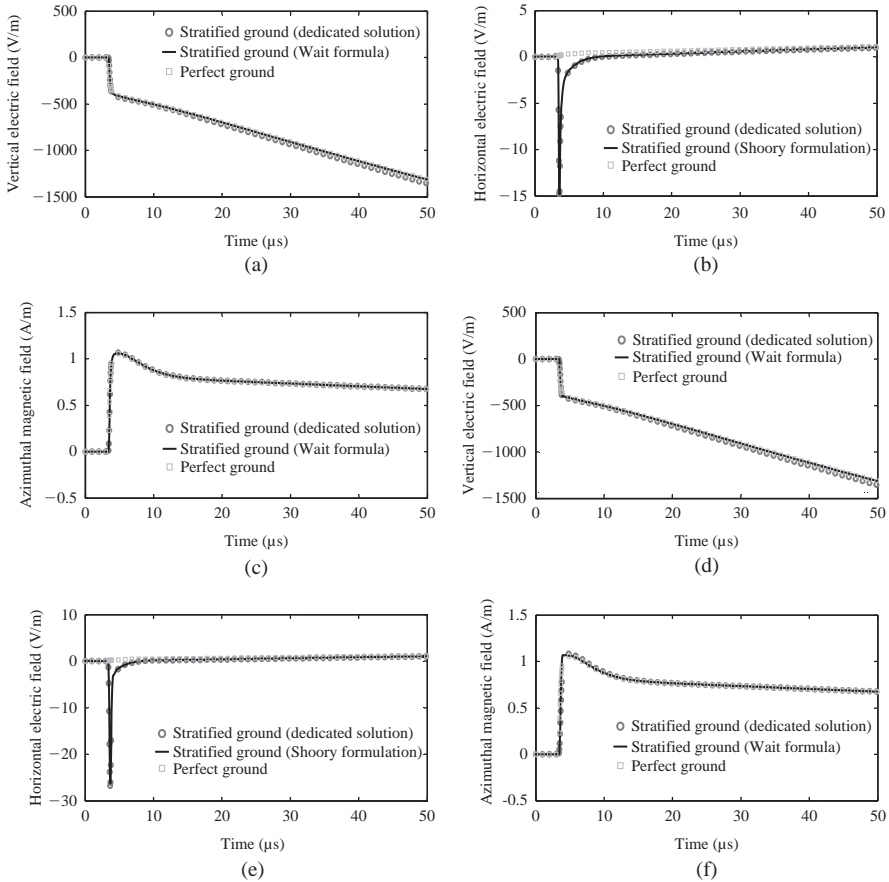 500
0
−500
−1000
−1500
Vertical electric field (V/m)
Stratified ground (dedicated solution)
Stratified ground (Wait formula)
Perfect ground
0 10 20 30 40 50
Time (µs)
(a)
5
0
−5
−10
15
Horizontal electric field (V/m)
Stratified ground (dedicated solution)
Stratified ground (Shoory formulation)
Perfect ground
0 10 20 30 40 50
Time (µs)
(b)
1.5
1
0.5
0
−0.5
Azimuthal magnetic field (A/m)
Stratified ground (dedicated solution)
Stratified ground (Wait formula)
Perfect ground
0 10 20 30 40 50
Time (µs)
(c)
500
0
−500
−1000
−1500
Vertical electric field (V/m)
Stratified ground (dedicated solution)
Stratified ground (Wait formula)
Perfect ground
0 10 20 30 40 50
Time (µs)
(d)
10
0
−10
−20
−30
Horizontal electric field (V/m)
Stratified ground (dedicated solution)
Stratified ground (Shoory formulation)
Perfect ground
0 10 20 30 40 50
Time (µs)
(e)
1.5
1
0.5
0
-0.5
Azimuthal magnetic field (A/m)
Stratified ground (dedicated solution)
Stratified ground (Wait formula)
Perfect ground
0 10 20 30 40 50
Time (µs)
(f)